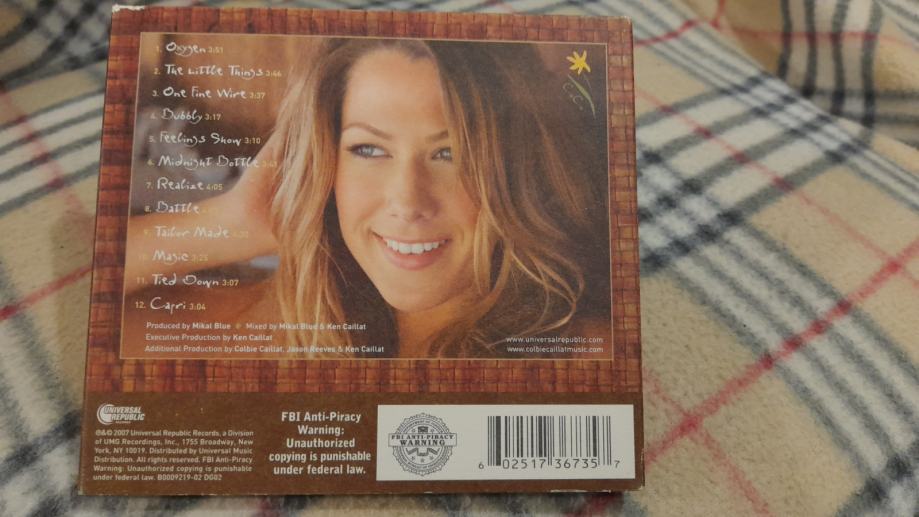 1. Oxygen 3:51
2. The Little Things 3:46
3. One Fine Wire 3:37
4. Bubbly 3:17
5. Feelings Show 3:10
6. Midnight Bottle 3:41
7. Realize 4:05
8. Battle
9. Tailor Made
10. Magic 3:25
11. Tied Down 3:07
12. Capri 3:04
Produced by Mikal Blue Mixed by Mikal Blue & Ken Caillat
Executive Production by Ken Caillat
Additional Production by Colbie Caillat, Jason Reeves & Ken Caillat
www.universalrepublic.com
www.colbiecaillatmusic.com
UNIVERSAL
REPUBLIC
RECORDS
℗&© 2007 Universal Republic Records, a Division
of UMG Recordings, Inc., 1755 Broadway, New
York, NY 10019. Distributed by Universal Music
Distribution. All rights reserved. FBI Anti-Piracy
Warning: Unauthorized copying is punishable
under federal law. B0009219-02 DG02
FBI Anti-Piracy
Warning:
Unauthorized
copying is punishable
under federal law.
FBI ANTI-PIRACY
WARNING
6 02517 36735 7